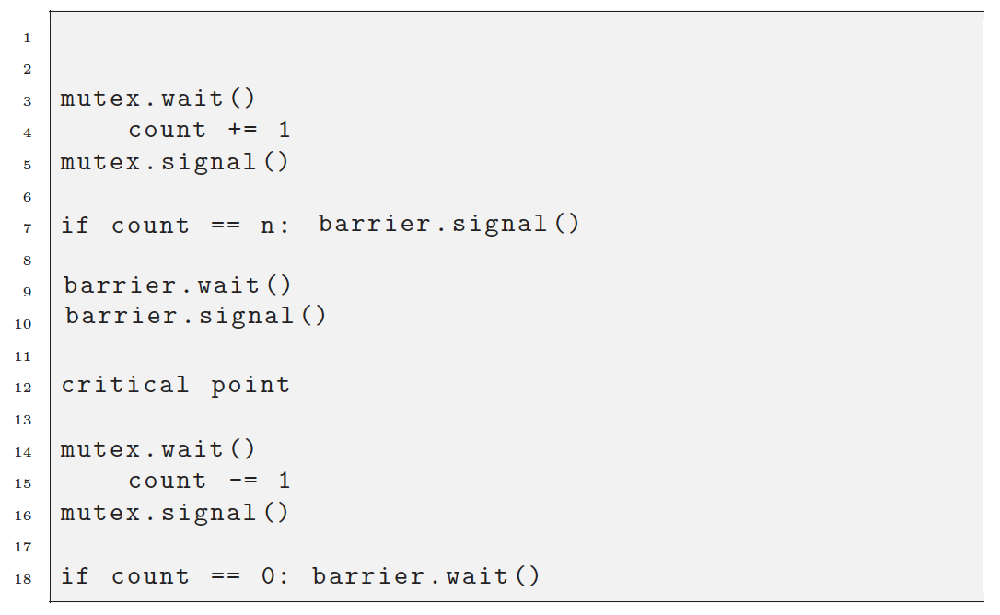 1
2
3 mutex.wait()
4 count += 1
5 mutex.signal()
6
7 if count == n: barrier.signal()
8
9 barrier.wait()
10 barrier.signal()
11
12 critical point
13
14 mutex.wait()
15 count -= 1
16 mutex.signal()
17
18 if count == 0: barrier.wait()